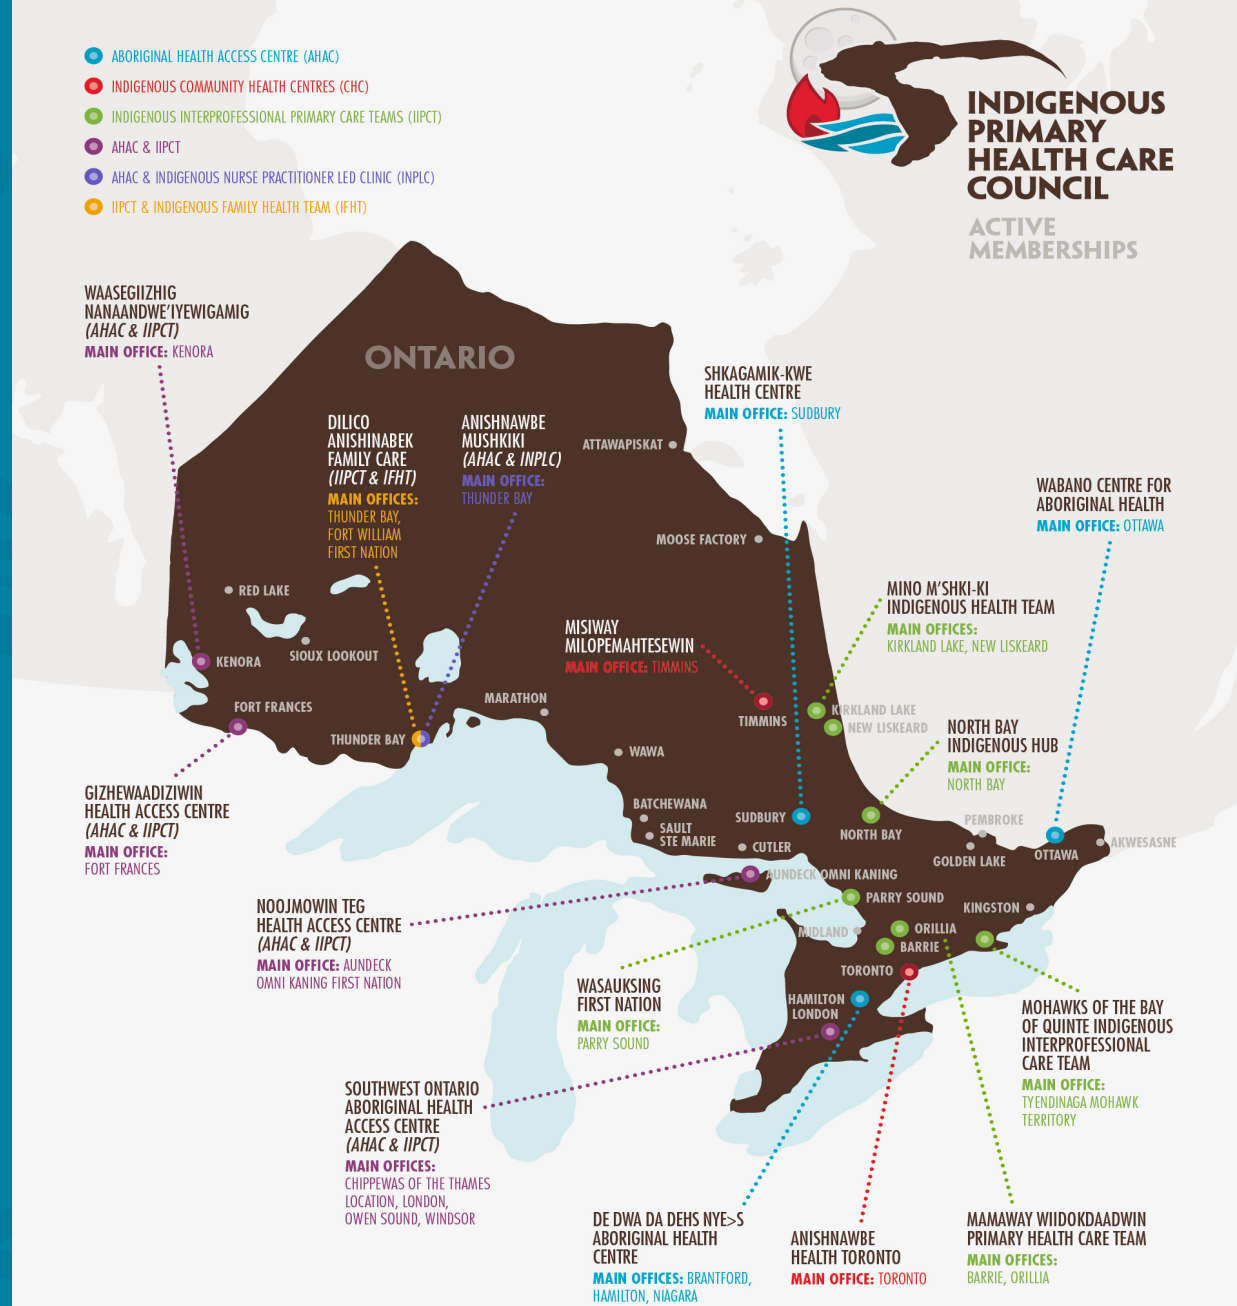 ABORIGINAL HEALTH ACCESS CENTRE (AHAC)
INDIGENOUS COMMUNITY HEALTH CENTRES (CHC)
INDIGENOUS INTERPROFESSIONAL PRIMARY CARE TEAMS (IIPCT)
AHAC & IIPCT
AHAC & INDIGENOUS NURSE PRACTITIONER LED CLINIC (INPLC)
IIPCT & INDIGENOUS FAMILY HEALTH TEAM (IFHT)
INDIGENOUS
PRIMARY
HEALTH CARE
COUNCIL
ACTIVE
MEMBERSHIPS
WAASEGIIZHIG
NANAANDWE'IYEWIGAMIG
(AHAC & IIPCT)
MAIN OFFICE: KENORA
ONTARIO
DILICO
ANISHINABEK
FAMILY CARE
(IIPCT & IFHT)
MAIN OFFICES:
THUNDER BAY,
FORT WILLIAM
FIRST NATION
ANISHNAWBE
MUSHKIKI
(AHAC & INPLC)
MAIN OFFICE:
THUNDER BAY
SHKAGAMIK-KWE
HEALTH CENTRE
MAIN OFFICE: SUDBURY
ATTAWAPISKAT
WABANO CENTRE FOR
ABORIGINAL HEALTH
MAIN OFFICE: OTTAWA
MOOSE FACTORY
RED LAKE
MINO M'SHKI-KI
INDIGENOUS HEALTH TEAM
MAIN OFFICES:
KIRKLAND LAKE, NEW LISKEARD
MISIWAY
MILOPEMAHTESEWIN
MAIN OFFICE: TIMMINS
SIOUX LOOKOUT
KENORA
FORT FRANCES
MARATHON
THUNDER BAY
TIMMINS
KIRKLAND LAKE
NEW LISKEARD
NORTH BAY
INDIGENOUS HUB
MAIN OFFICE:
NORTH BAY
WAWA
GIZHEWAADIZIWIN
HEALTH ACCESS CENTRE
(AHAC & IIPCT)
MAIN OFFICE:
FORT FRANCES
BATCHEWANA
SAULT
STE MARIE
SUDBURY
CUTLER
NORTH BAY
PEMBROKE
GOLDEN LAKE
OTTAWA
AKWESASNE
AUNDECK OMNI KANING
PARRY SOUND
KINGSTON
MIDLAND
ORILLIA
BARRIE
TORONTO
HAMILTON
LONDON
NOOJMOWIN TEG
HEALTH ACCESS CENTRE
(AHAC & IIPCT)
MAIN OFFICE: AUNDECK
OMNI KANING FIRST NATION
WASAUKSING
FIRST NATION
MAIN OFFICE:
PARRY SOUND
MOHAWKS OF THE BAY
OF QUINTE INDIGENOUS
INTERPROFESSIONAL
CARE TEAM
MAIN OFFICE:
TYENDINAGA MOHAWK
TERRITORY
SOUTHWEST ONTARIO
ABORIGINAL HEALTH
ACCESS CENTRE
(AHAC & IIPCT)
MAIN OFFICES:
CHIPPEWAS OF THE THAMES
LOCATION, LONDON,
OWEN SOUND, WINDSOR
DE DWA DA DEHS NYE>S
ABORIGINAL HEALTH
CENTRE
MAIN OFFICES: BRANTFORD,
HAMILTON, NIAGARA
ANISHNAWBE
HEALTH TORONTO
MAIN OFFICE: TORONTO
MAMAWAY WIIDOKDAADWIN
PRIMARY HEALTH CARE TEAM
MAIN OFFICES:
BARRIE, ORILLIA